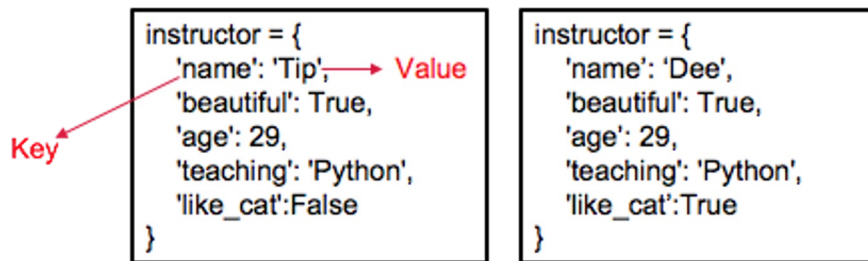 instructor = {
'name': 'Tip',
'beautiful': True,
'age': 29,
'teaching': 'Python',
'like_cat':False
}
Value
Key
instructor = {
'name’: ‘Dee',
'beautiful': True,
'age': 29,
'teaching': 'Python',
'like_cat’:True
}